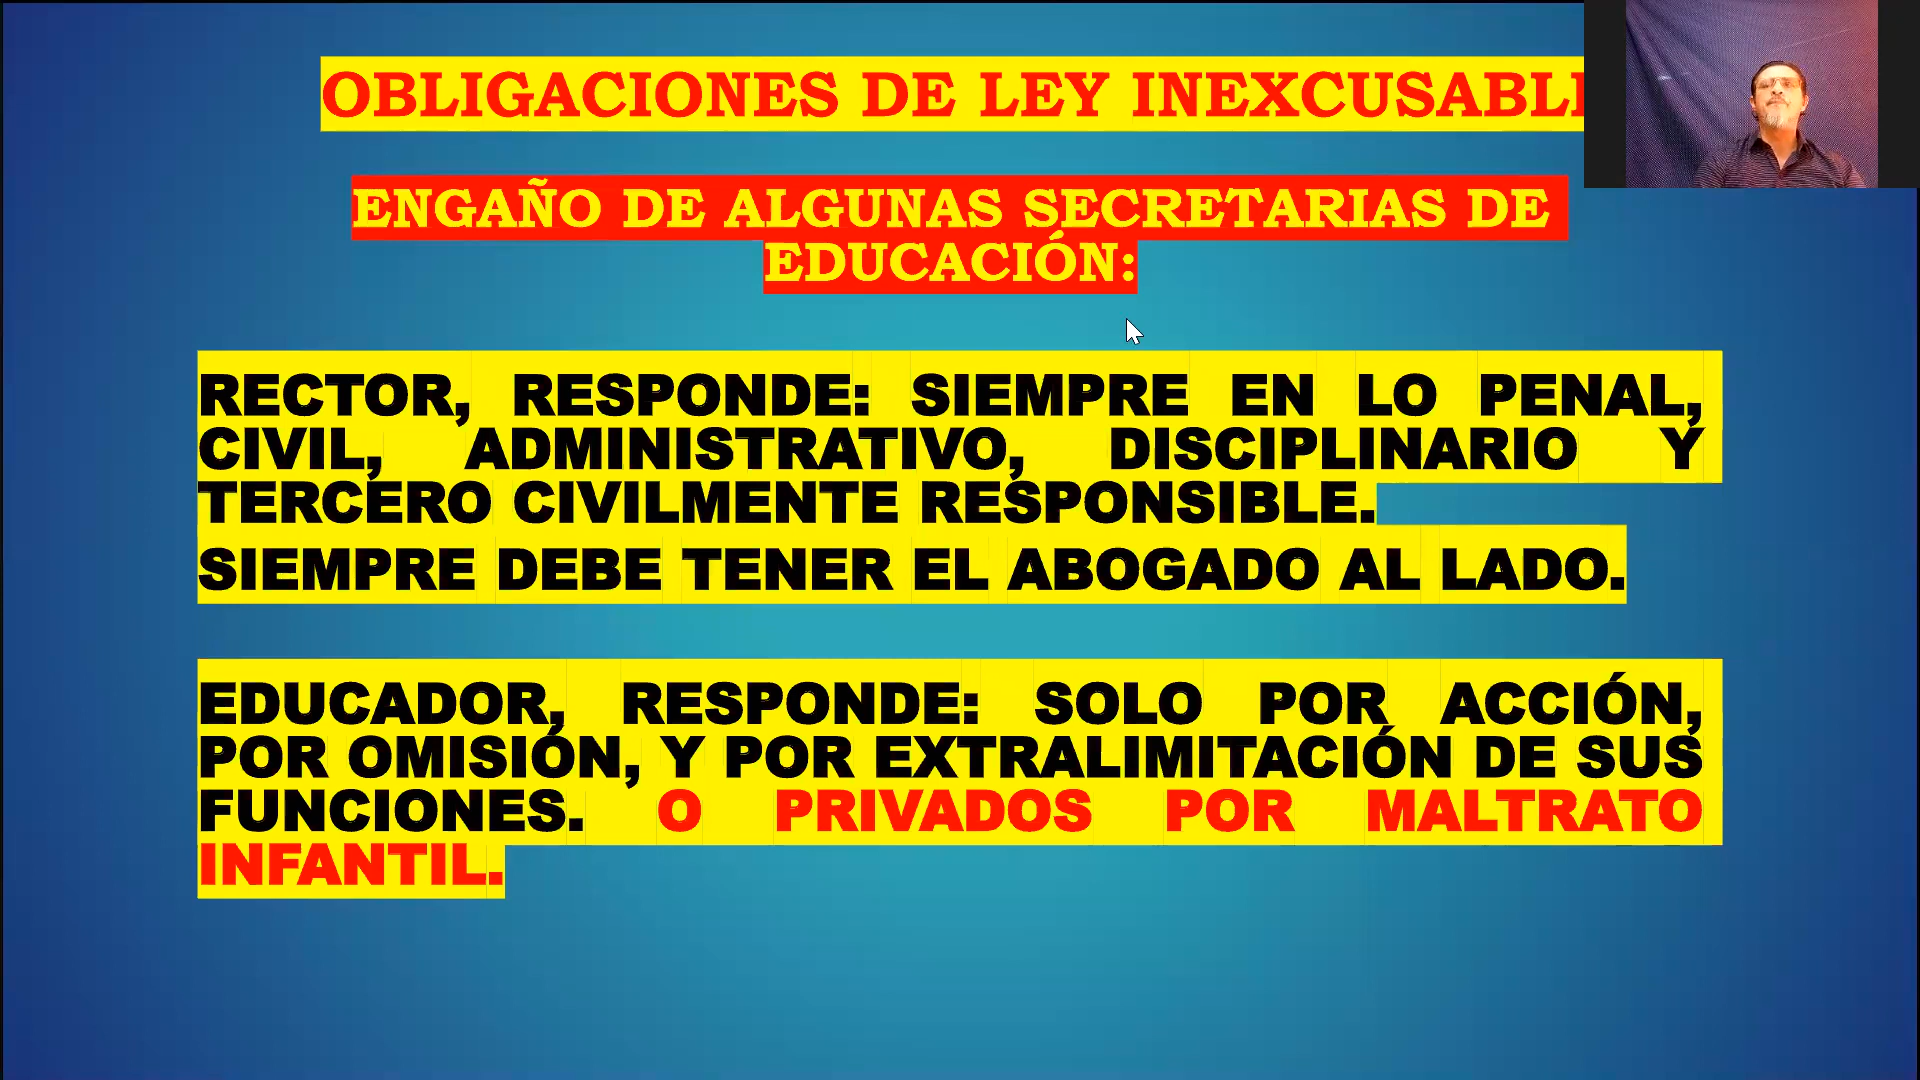 OBLIGACIONES DE LEY INEXCUSABL
ENGAÑO DE ALGUNAS SECRETARIAS DE
EDUCACIÓN:
RECTOR, RESPONDE: SIEMPRE EN LO PENAL,
CIVIL, ADMINISTRATIVO, DISCIPLINARIO Y
TERCERO CIVILMENTE RESPONSIBLE.
SIEMPRE DEBE TENER EL ABOGADO AL LADO.
EDUCADOR, RESPONDE: SOLO POR ACCIÓN,
POR OMISIÓN, Y POR EXTRALIMITACIÓN DE SUS
FUNCIONES. O PRIVADOS POR MALTRATO
INFANTIL.